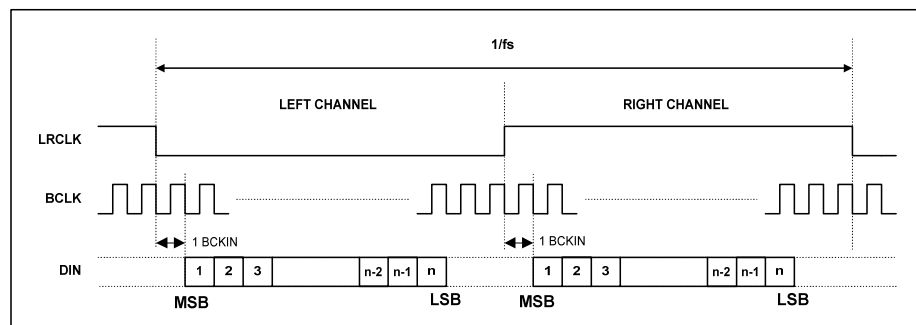 1/fs
LEFT CHANNEL RIGHT CHANNEL
LRCLK
BCLK
1 BCKIN 1 BCKIN
DIN 1 2 3 n-2 n-1 n 1 2 3 n-2 n-1 n
MSB LSB MSB LSB